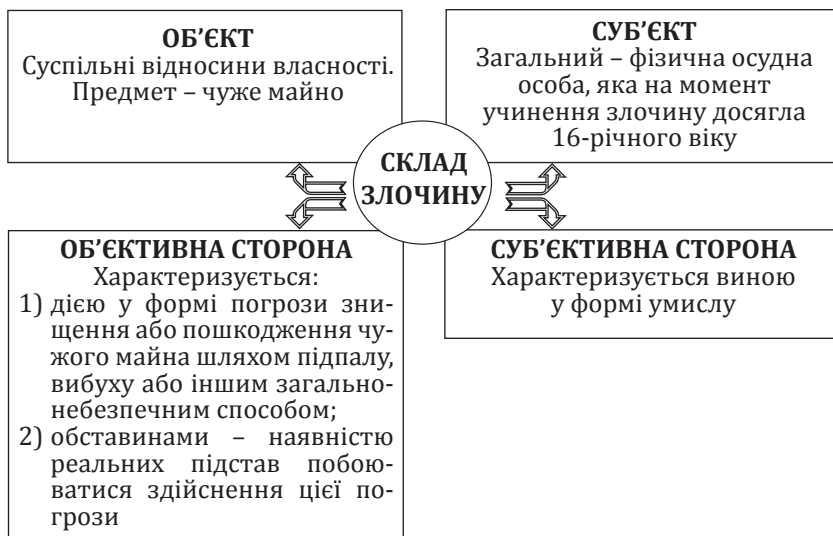 ОБ’ЄКТ
Суспільні відносини власності.
Предмет – чуже майно
СУБ’ЄКТ
Загальний – фізична осудна
особа, яка на момент
учинення злочину досягла
16-річного віку
СКЛАД
ЗЛОЧИНУ
ОБ’ЄКТИВНА СТОРОНА
Характеризується:
1) дією у формі погрози зни-
щення або пошкодження чу-
жого майна шляхом підпалу,
вибуху або іншим загально-
небезпечним способом;
2) обставинами – наявністю
реальних підстав побою-
ватися здійснення цієї по-
грози
СУБ’ЄКТИВНА СТОРОНА
Характеризується виною
у формі умислу